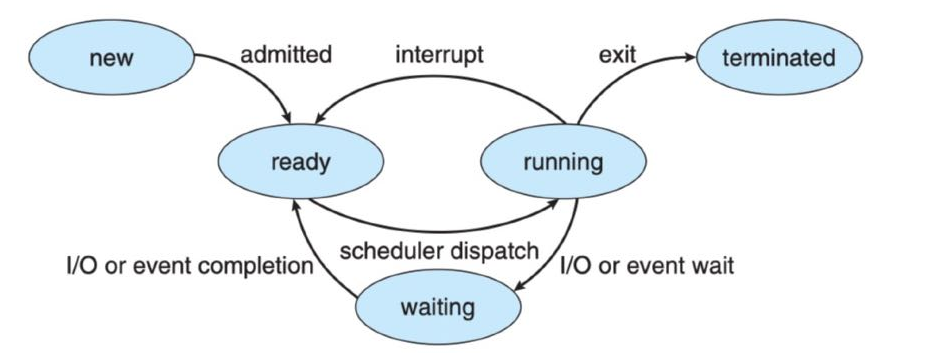 new
admitted
interrupt
exit
terminated
ready
running
scheduler dispatch
I/O or event completion
I/O or event wait
waiting